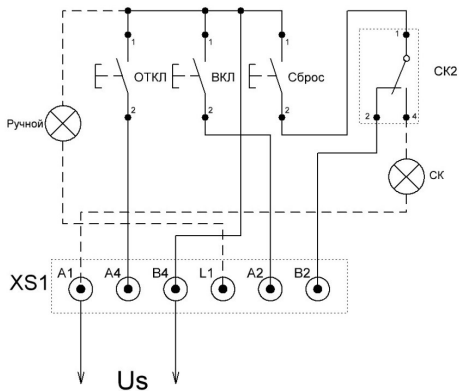 1 1 1 1
ОТКЛ ВКЛ Сброс СК2
2 2 2 2 4
Ручной
СК
XS1 A1 A4 B4 L1 A2 B2
Us